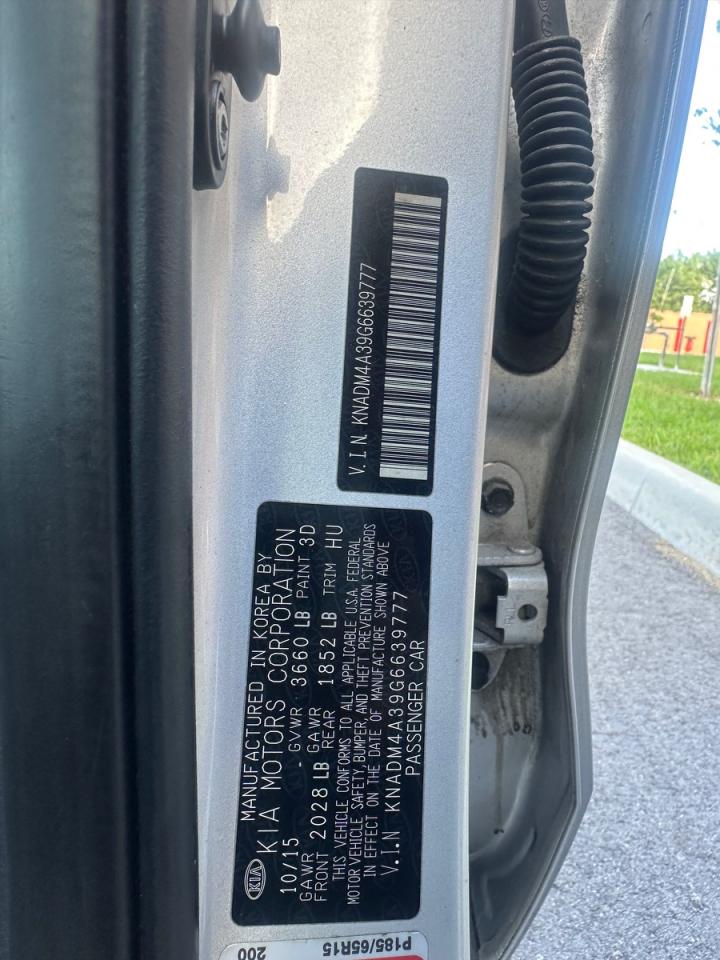 V.I.N. KNADM4A39G6639777
KIA MANUFACTURED IN KOREA BY
KIA MOTORS CORPORATION
10/15 - GVWR 3660 LB PAINT 3D
GAWR FRONT 2028 LB GAWR REAR 1852 LB TRIM HU
THIS VEHICLE CONFORMS TO ALL APPLICABLE U.S.A. FEDERAL
MOTOR VEHICLE SAFETY, BUMPER, AND THEFT PREVENTION STANDARDS
IN EFFECT ON THE DATE OF MANUFACTURE SHOWN ABOVE
V.I.N KNADM4A39G6639777
PASSENGER CAR
P185/65R15
200